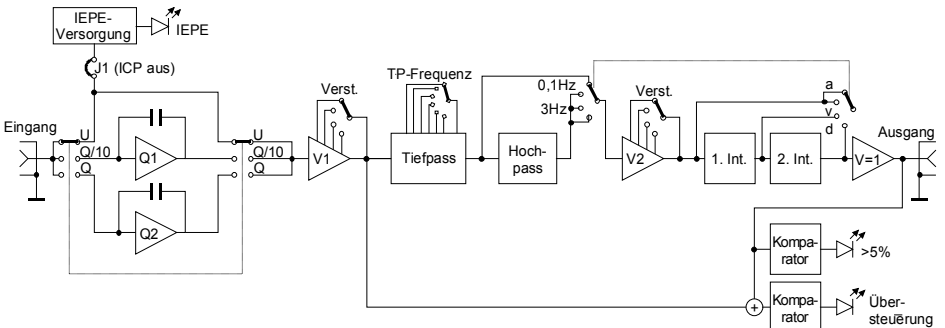 IEPE-
Versorgung
IEPE
J1 (ICP aus)
TP-Frequenz
0,1Hz
a
Verst.
3Hz
Verst.
v
d
Eingang
U
U
Ausgang
Q/10
Q1
Q/10
V1
Tiefpass
Hoch-
pass
V2
1. Int.
2. Int.
V=1
Q
Q
Q2
Kompa-
rator
>5%
+
Kompa-
rator
Über-
steuerung